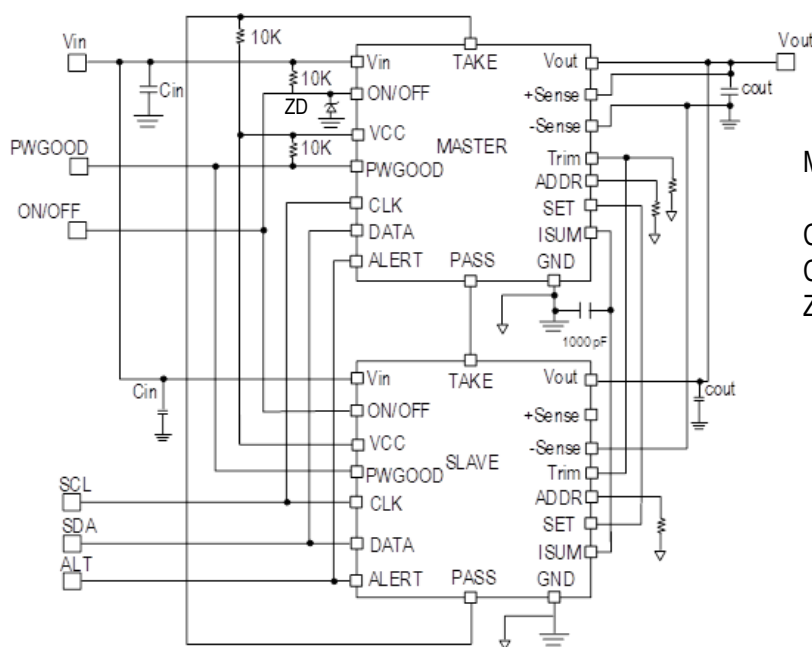 10K
Vin
Vin
TAKE
Vout
Vout
Cin
10K
ON/OFF
+Sense
cout
ZD
-Sense
VCC
MASTER
PWGOOD
10K
PWGOOD
Trim
M
ADDR
ON/OFF
CLK
SET
DATA
ISUM
C
ALERT
PASS
GND
C
Z
1000pF
Vin
TAKE
Vout
Cin
cout
ON/OFF
+Sense
VCC
-Sense
SLAVE
PWGOOD
Trim
SCL
CLK
ADDR
SDA
SET
DATA
ISUM
ALT
ALERT
PASS
GND